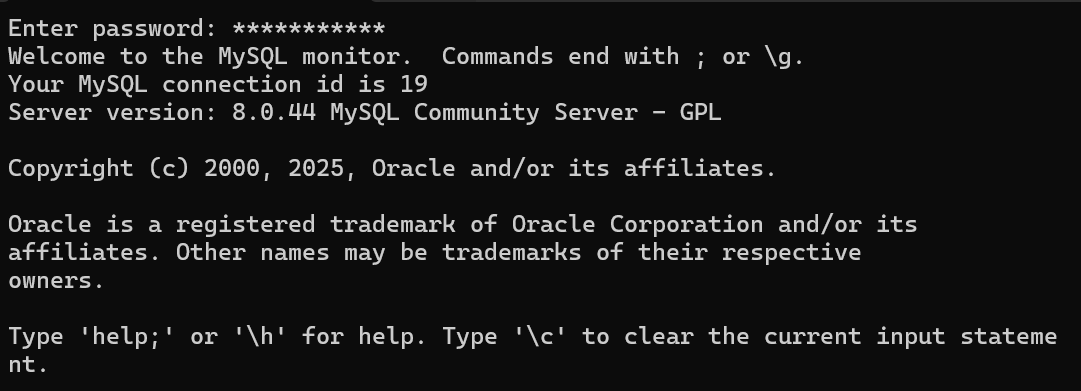 Enter password: ***********
Welcome to the MySQL monitor.  Commands end with ; or \g.
Your MySQL connection id is 19
Server version: 8.0.44 MySQL Community Server - GPL

Copyright (c) 2000, 2025, Oracle and/or its affiliates.

Oracle is a registered trademark of Oracle Corporation and/or its
affiliates. Other names may be trademarks of their respective
owners.

Type 'help;' or '\h' for help. Type '\c' to clear the current input stateme
nt.